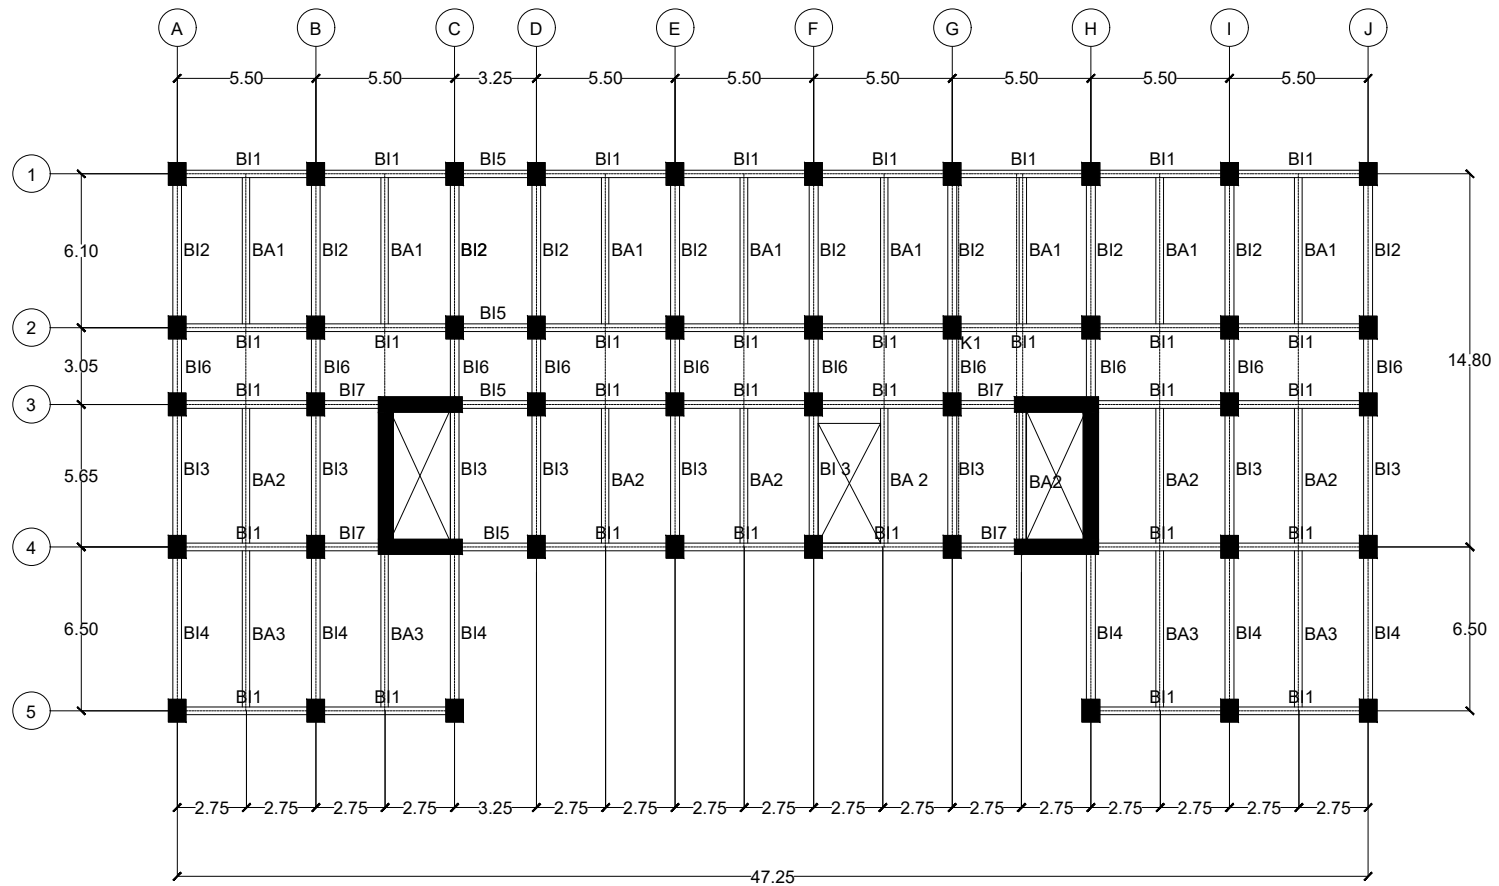 A B C D E F G H I J
5.50 5.50 3.25 5.50 5.50 5.50 5.50 5.50 5.50
BI1 BI1 BI5 BI1 BI1 BI1 BI1 BI1 BI1
1
6.10 BI2 BA1 BI2 BA1 BI2 BI2 BA1 BI2 BA1 BI2 BA1 BI2 BA1 BI2 BA1 BI2 BA1 BI2
BI5
2
BI1 BI1 BI1 BI1 BI1 K1 BI1 BI1 BI1
3.05 BI6 BI6 BI6 BI6 BI6 BI6 BI6 BI6 BI6 BI6 14.80
BI1 BI7 BI5 BI1 BI1 BI1 BI7 BI1 BI1
3
5.65 BI3 BI3 BI3 BI3 BI3 BI 3 BI3 BI3 BI3
BA2 BA2 BA2 BA 2 BA2 BA2 BA2
BI1 BI7 BI5 BI1 BI1 BI1 BI7 BI1 BI1
4
6.50 BI4 BA3 BI4 BA3 BI4 BI4 BA3 BI4 BA3 BI4 6.50
BI1 BI1 BI1 BI1
5
2.75 2.75 2.75 2.75 3.25 2.75 2.75 2.75 2.75 2.75 2.75 2.75 2.75 2.75 2.75 2.75 2.75
47.25